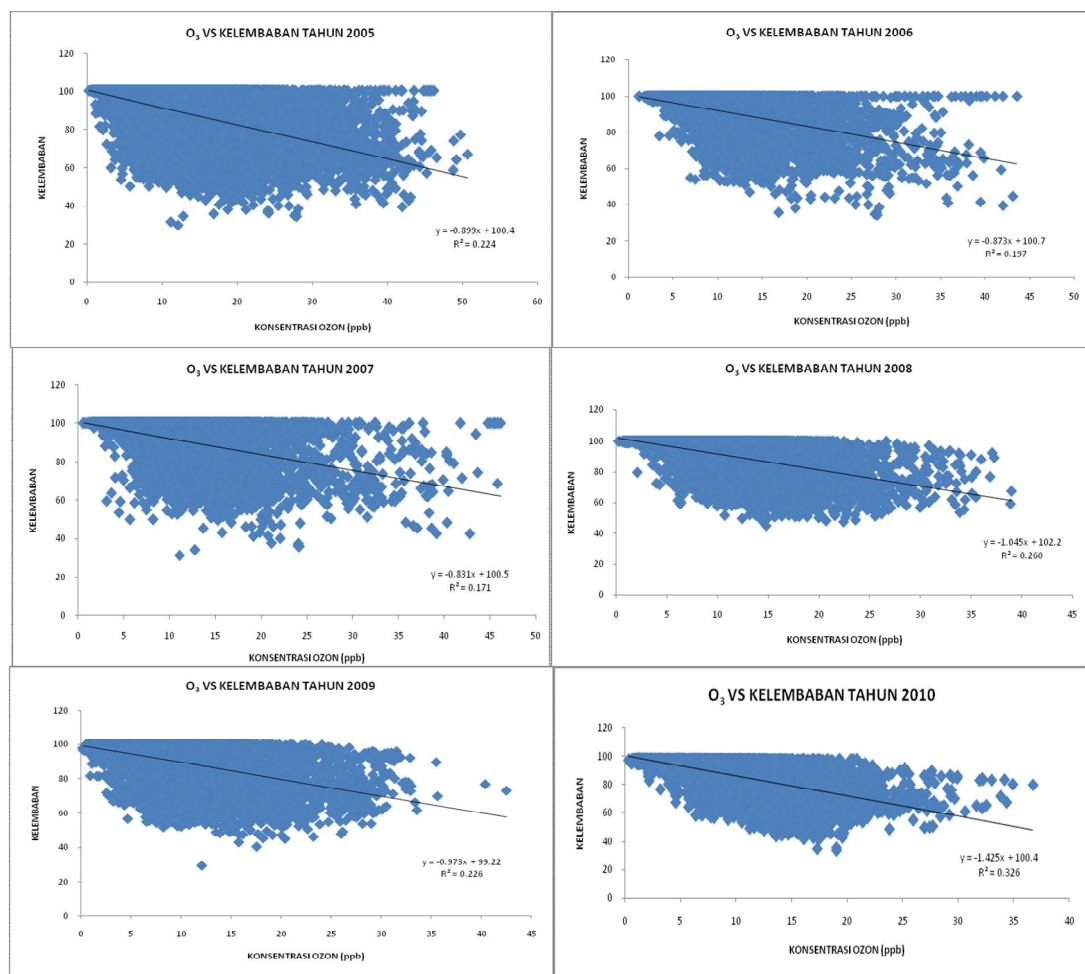 O₃ VS KELEMBABAN TAHUN 2005
120
100
80
60
40
20
0
KELEMBABAN
y = -0.899x + 100.4
R² = 0.224
0 10 20 30 40 50 60
KONSENTRASI OZON (ppb)
O₃ VS KELEMBABAN TAHUN 2006
120
100
80
60
40
20
0
KELEMBABAN
y = -0.873x + 100.7
R² = 0.197
0 5 10 15 20 25 30 35 40 45 50
KONSENTRASI OZON (ppb)
O₃ VS KELEMBABAN TAHUN 2007
120
100
80
60
40
20
0
KELEMBABAN
y = -0.831x + 100.5
R² = 0.171
0 5 10 15 20 25 30 35 40 45 50
KONSENTRASI OZON (ppb)
O₃ VS KELEMBABAN TAHUN 2008
120
100
80
60
40
20
0
KELEMBABAN
y = -1.045x + 102.2
R² = 0.260
0 5 10 15 20 25 30 35 40 45
KONSENTRASI OZON (ppb)
O₃ VS KELEMBABAN TAHUN 2009
120
100
80
60
40
20
0
KELEMBABAN
y = -0.973x + 99.22
R² = 0.226
0 5 10 15 20 25 30 35 40 45
KONSENTRASI OZON (ppb)
O₃ VS KELEMBABAN TAHUN 2010
120
100
80
60
40
20
0
KELEMBABAN
y = -1.425x + 100.4
R² = 0.326
0 5 10 15 20 25 30 35 40
KONSENTRASI OZON (ppb)